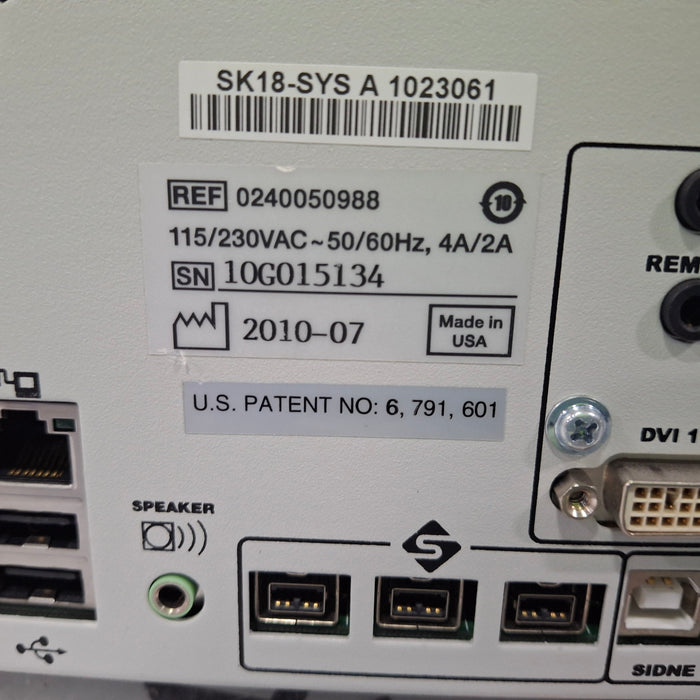 SK18-SYS A 1023061
REF 0240050988
10
115/230VAC~50/60Hz, 4A/2A
SN 10G015134
2010-07
Made in
USA
U.S. PATENT NO: 6, 791, 601
REM
DVI 1
SPEAKER
S
SIDNE